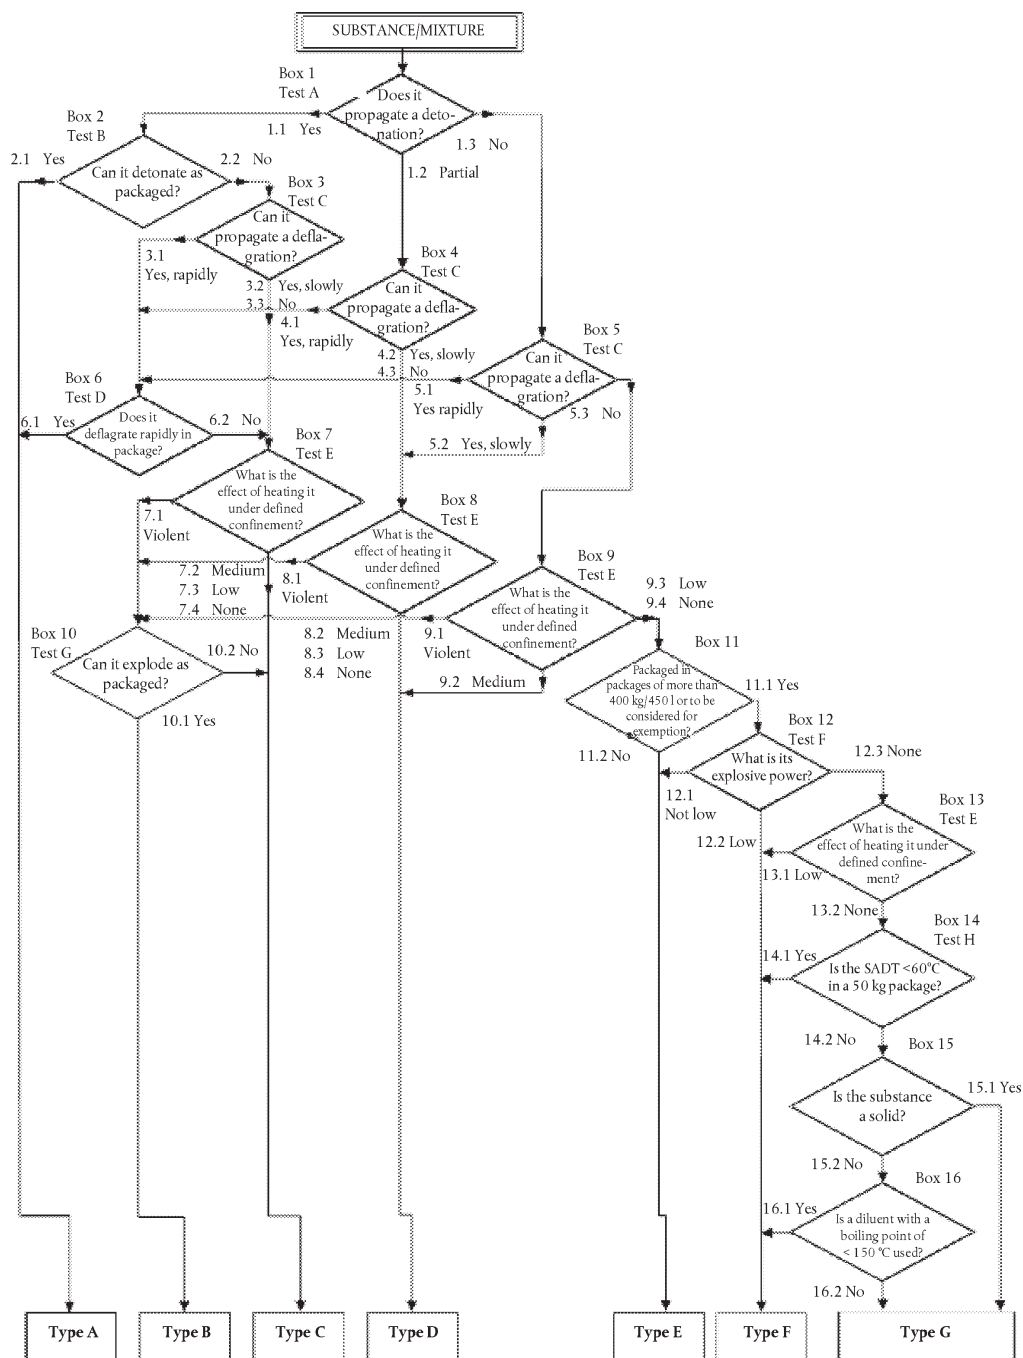 SUBSTANCE/MIXTURE
Box 1
Test A
Does it
propagate a deto-
nation?
1.1 Yes
1.2 Partial
1.3 No
Box 2
Test B
Can it detonate as
packaged?
2.1 Yes
2.2 No
Box 3
Test C
Can it
propagate a defla-
gration?
3.1
Yes, rapidly
3.2 Yes, slowly
3.3 No
Box 4
Test C
Can it
propagate a defla-
gration?
4.1
Yes, rapidly
4.2 Yes, slowly
4.3 No
Box 5
Test C
Can it
propagate a defla-
gration?
5.1
Yes rapidly
5.2 Yes, slowly
5.3 No
Box 6
Test D
Does it
deflagrate rapidly in
package?
6.1 Yes
6.2 No
Box 7
Test E
What is the
effect of heating it
under defined
confinement?
7.1
Violent
7.2 Medium
7.3 Low
7.4 None
Box 8
Test E
What is the
effect of heating it
under defined
confinement?
8.1
Violent
8.2 Medium
8.3 Low
8.4 None
Box 9
Test E
What is the
effect of heating it
under defined
confinement?
9.1
Violent
9.2 Medium
9.3 Low
9.4 None
Box 10
Test G
Can it explode as
packaged?
10.1 Yes
10.2 No
Box 11
Packaged in
packages of more than
400 kg/450 l or to be
considered for
exemption?
11.1 Yes
11.2 No
Box 12
Test F
What is its
explosive power?
12.1
Not low
12.2 Low
12.3 None
Box 13
Test E
What is the
effect of heating it under
defined confine-
ment?
13.1 Low
13.2 None
Box 14
Test H
Is the SADT <60°C
in a 50 kg package?
14.1 Yes
14.2 No
Box 15
Is the substance
a solid?
15.1 Yes
15.2 No
Box 16
Is a diluent with a
boiling point of
< 150 °C used?
16.1 Yes
16.2 No
Type A
Type B
Type C
Type D
Type E
Type F
Type G